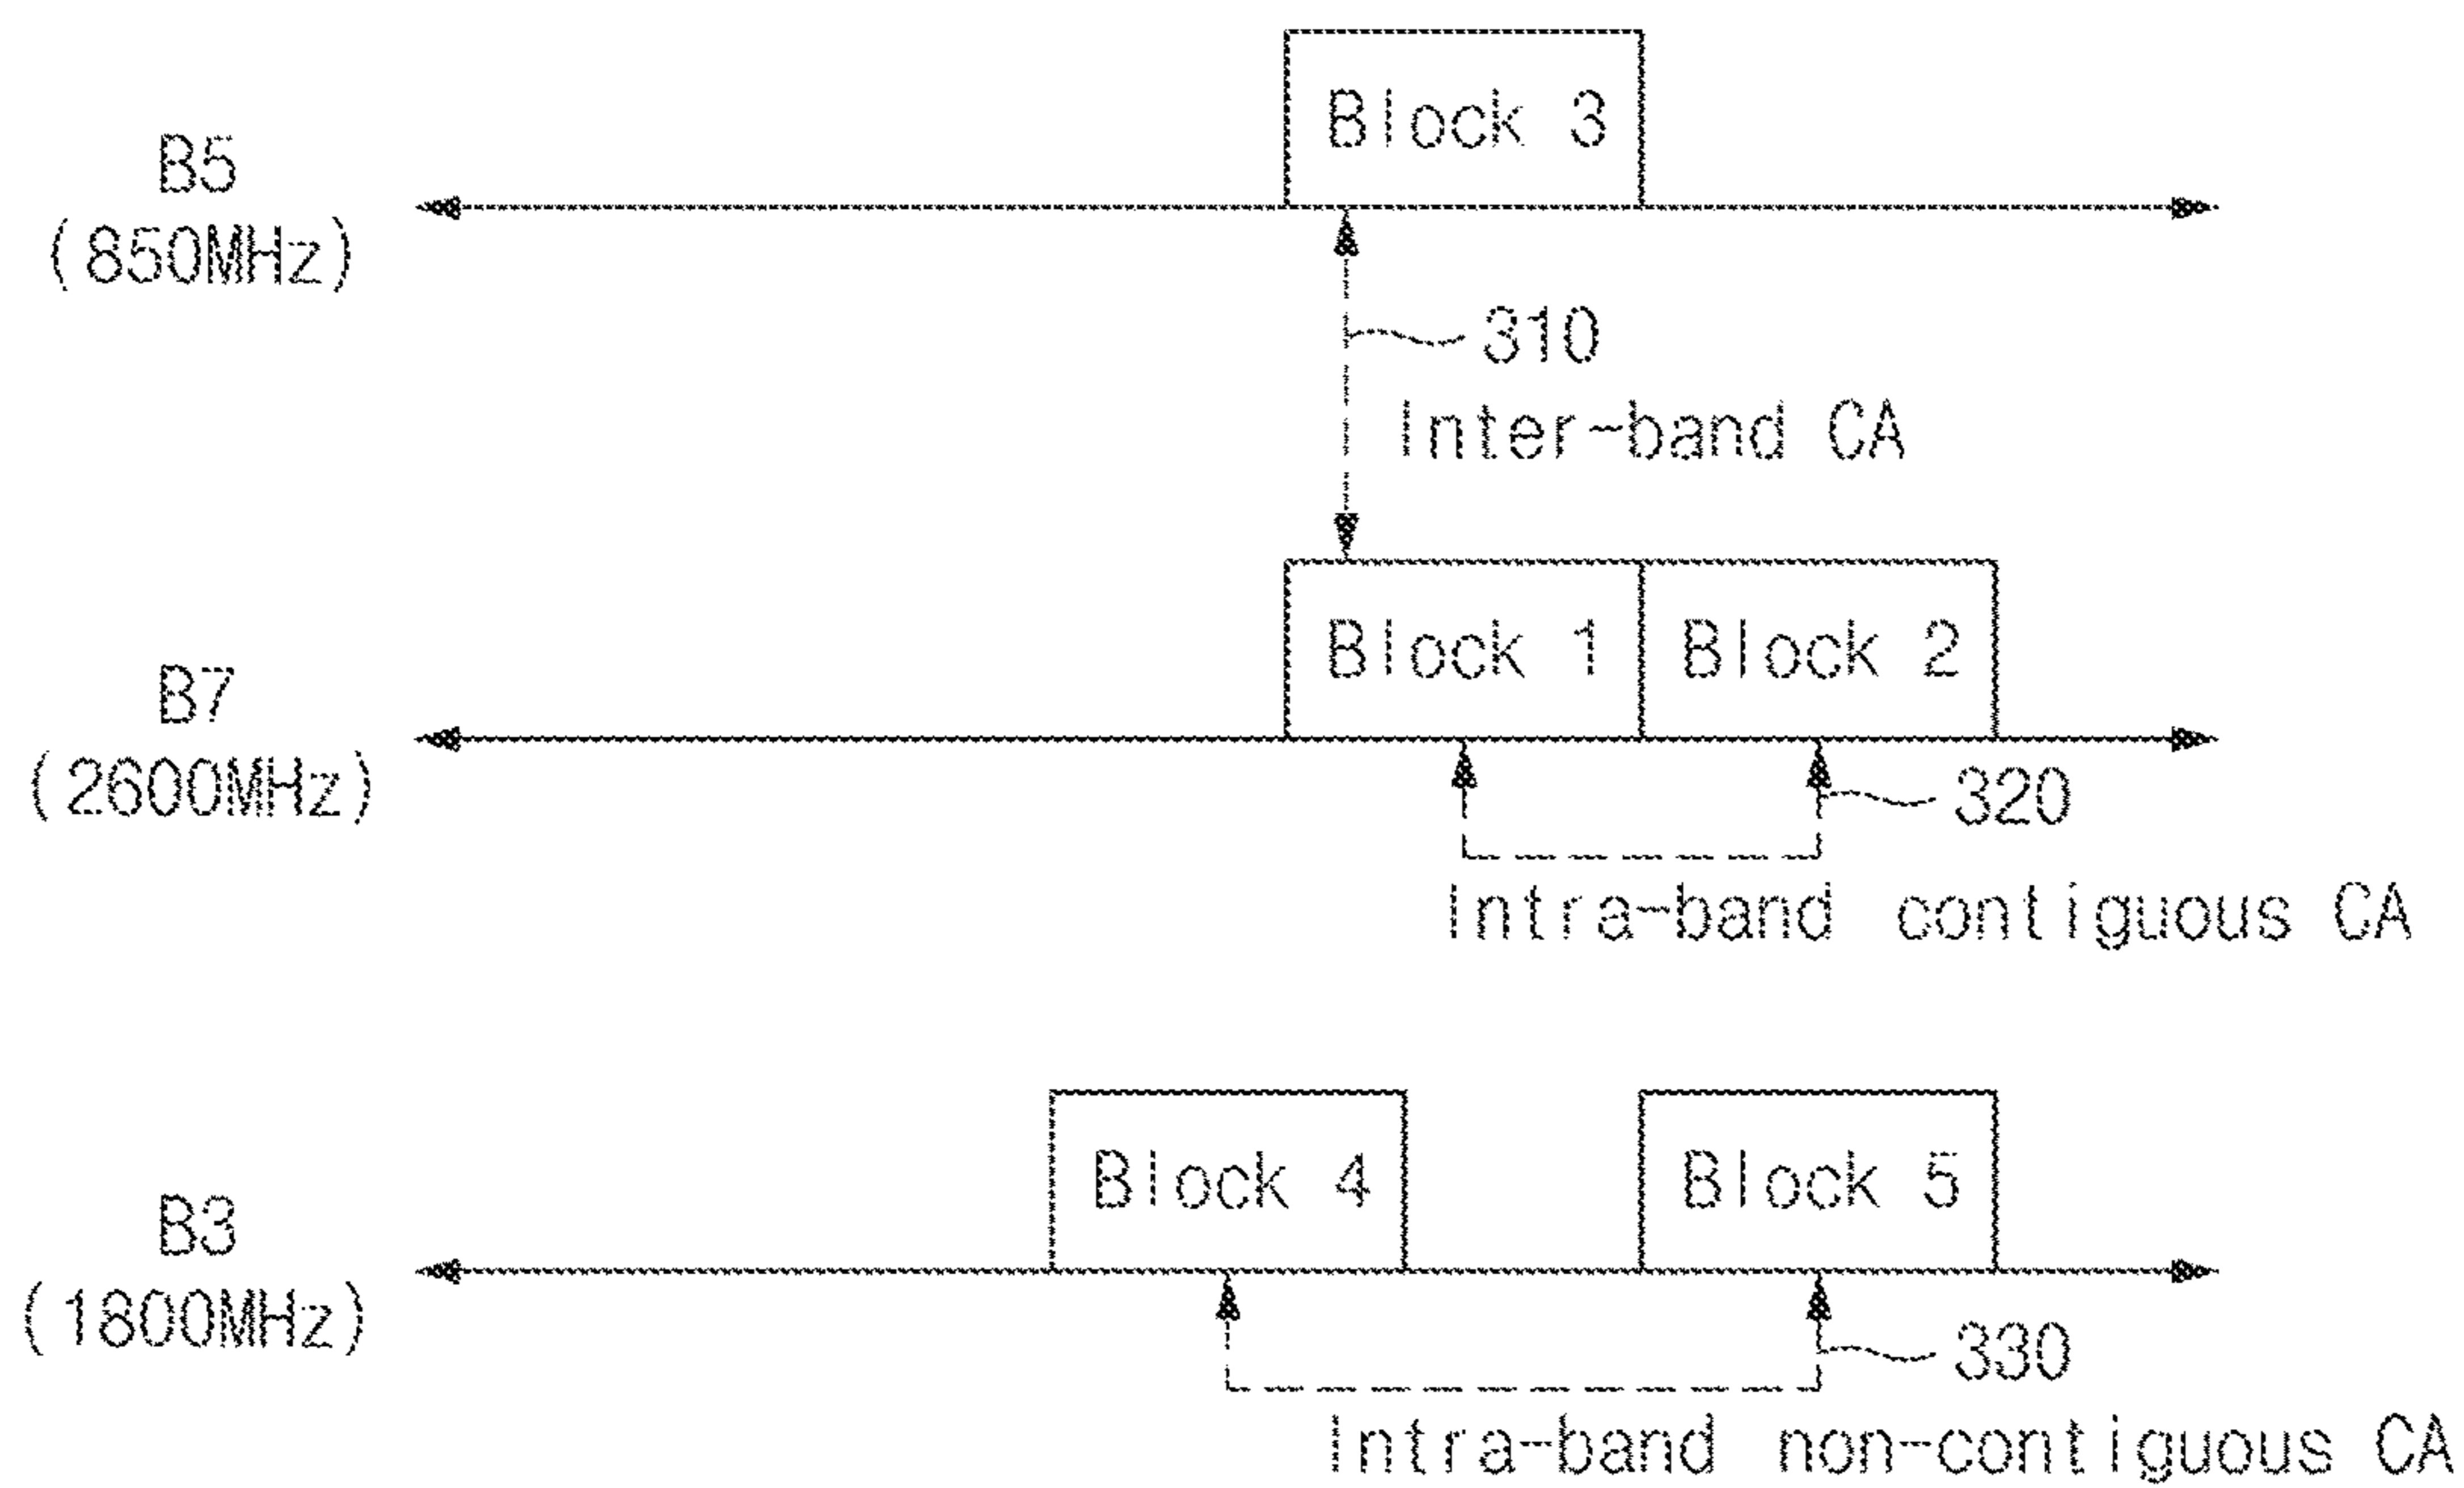 Block 3
B5
(850MHz)
310
Inter-band CA
Block 1 Block 2
B7
(2600MHz)
320
Intra-band contiguous CA
Block 4 Block 5
B3
(1800MHz)
330
Intra-band non-contiguous CA